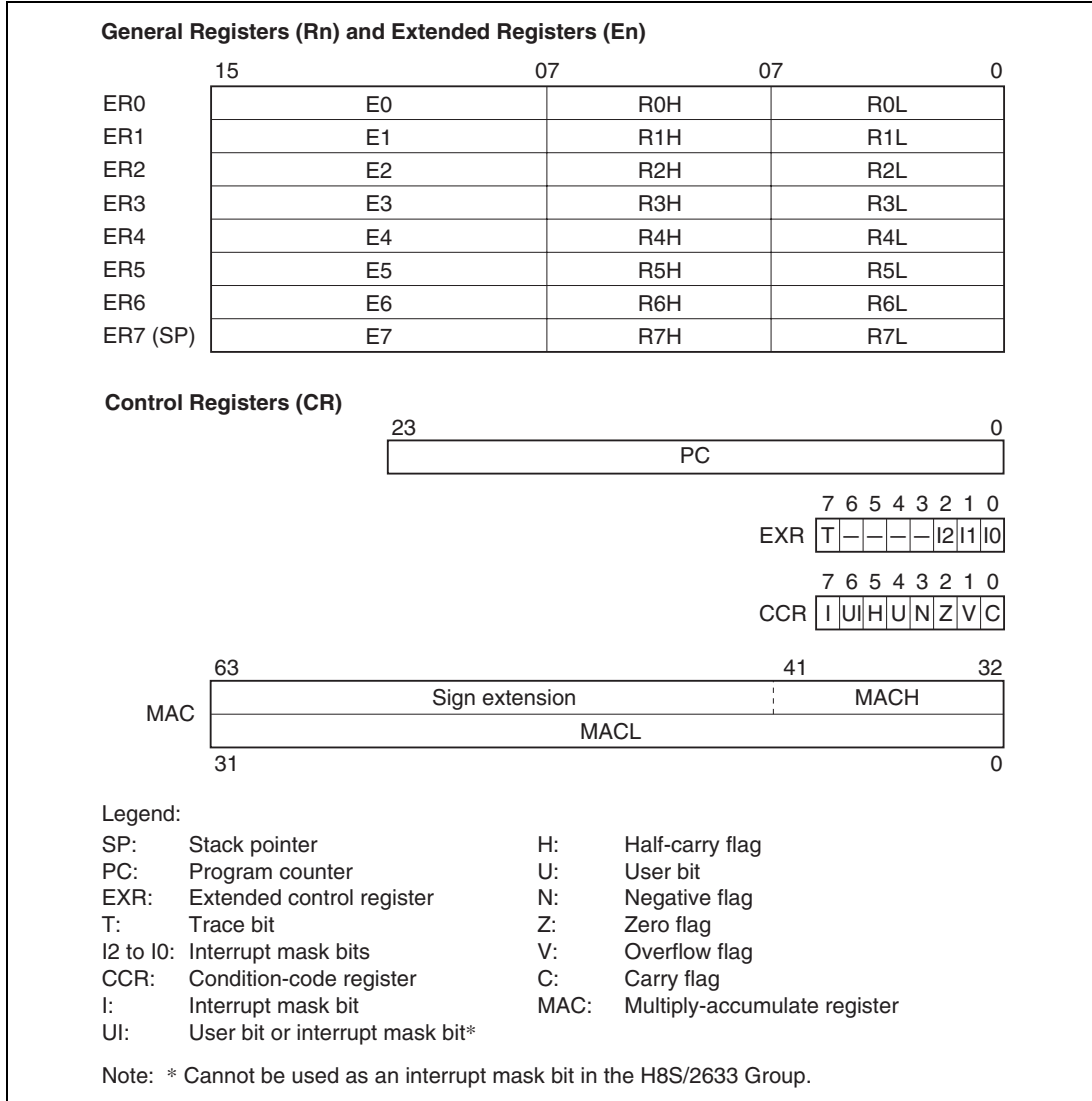 General Registers (Rn) and Extended Registers (En)
15 07 07 0
ER0 E0 R0H R0L
ER1 E1 R1H R1L
ER2 E2 R2H R2L
ER3 E3 R3H R3L
ER4 E4 R4H R4L
ER5 E5 R5H R5L
ER6 E6 R6H R6L
ER7 (SP) E7 R7H R7L
Control Registers (CR)
23 0
PC
7 6 5 4 3 2 1 0
EXR T — — — — I2 I1 I0
7 6 5 4 3 2 1 0
CCR I UI H U N Z V C
63 41 32
MAC Sign extension MACH
MACL
31 0
Legend:
SP: Stack pointer H: Half-carry flag
PC: Program counter U: User bit
EXR: Extended control register N: Negative flag
T: Trace bit Z: Zero flag
I2 to I0: Interrupt mask bits V: Overflow flag
CCR: Condition-code register C: Carry flag
I: Interrupt mask bit MAC: Multiply-accumulate register
UI: User bit or interrupt mask bit*
Note: * Cannot be used as an interrupt mask bit in the H8S/2633 Group.